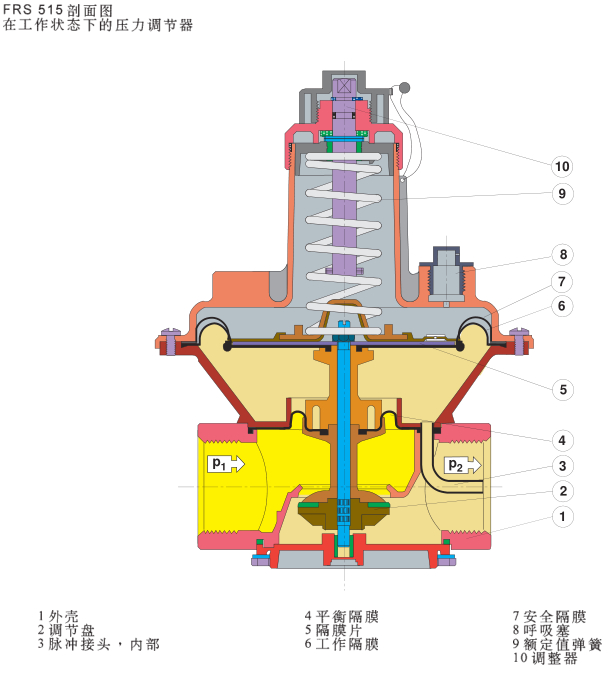 FRS 515 剖面图
在工作状态下的压力调节器
10
9
8
7
6
5
4
3
2
1
p1
p2
1 外壳
2 调节盘
3 脉冲接头，内部
4 平衡隔膜
5 隔膜片
6 工作隔膜
7 安全隔膜
8 呼吸塞
9 额定值弹簧
10 调整器